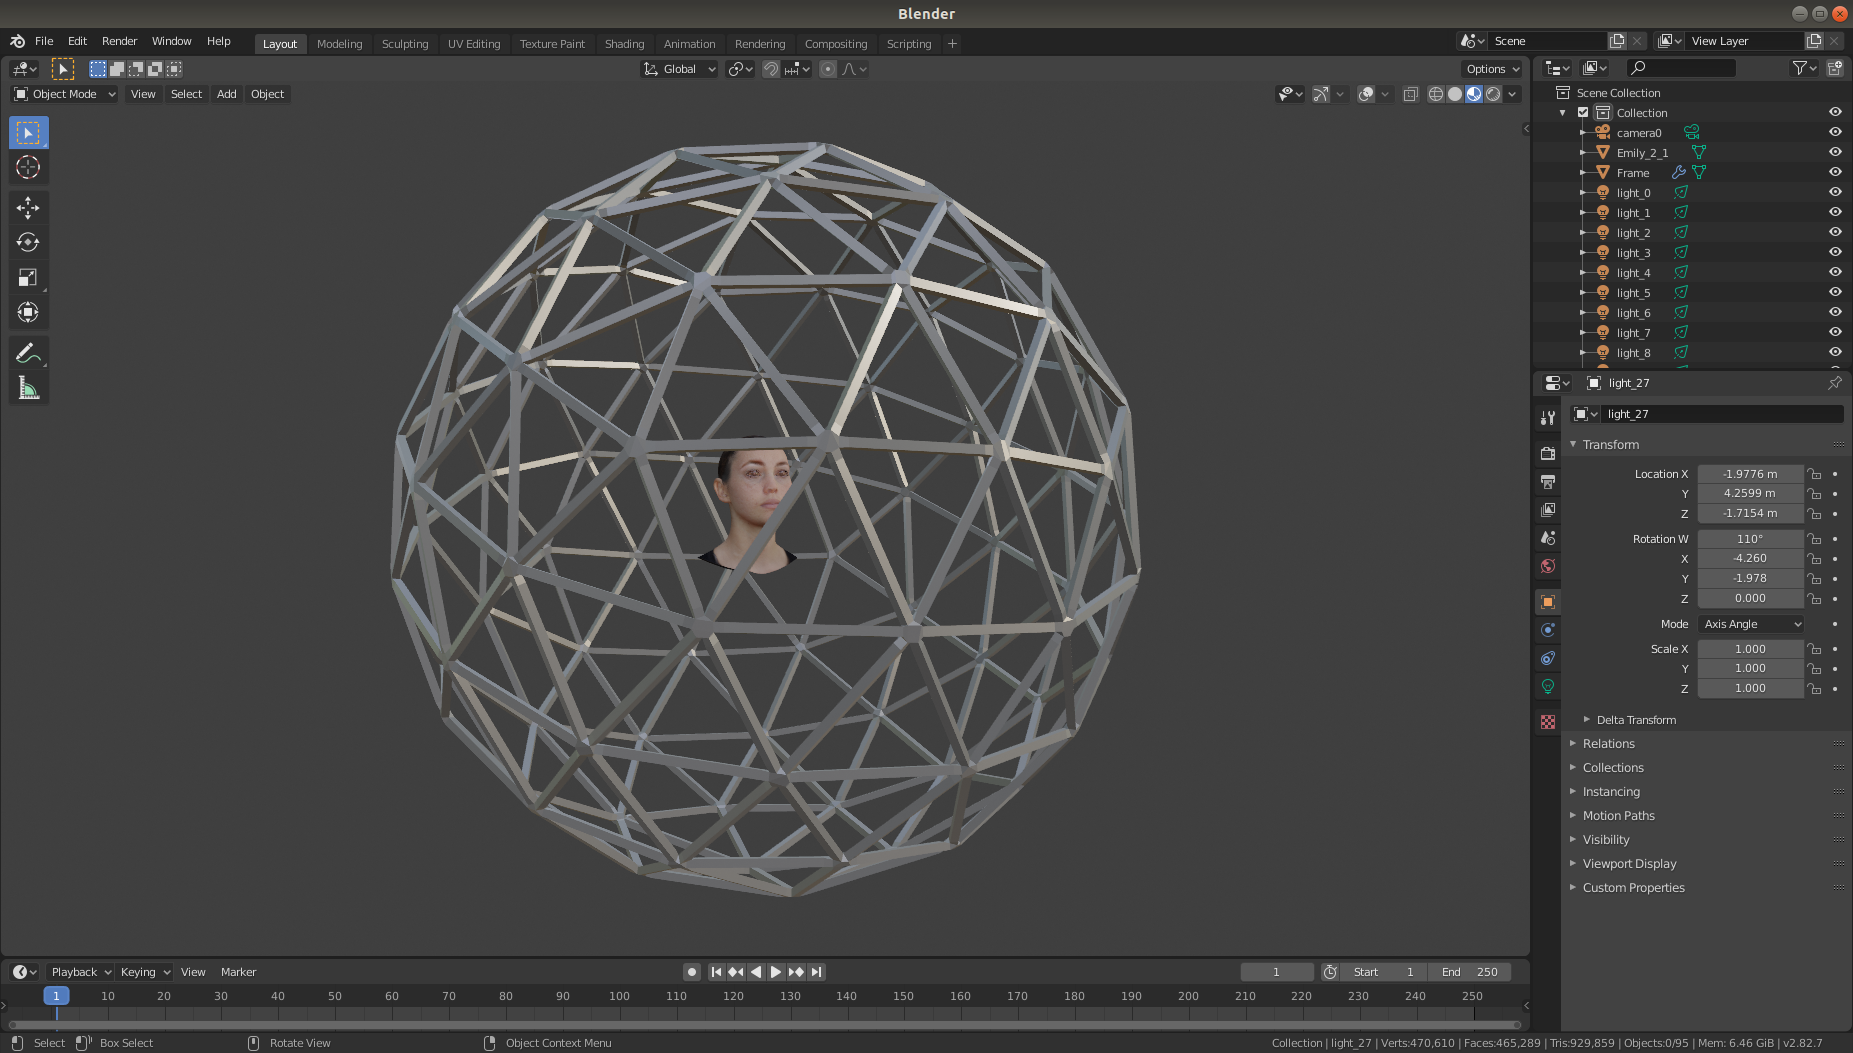 Blender
File Edit Render Window Help Layout Modeling Sculpting UV Editing Texture Paint Shading Animation Rendering Compositing Scripting + Scene View Layer
Global Options
Object Mode View Select Add Object
Scene Collection
Collection
camera0
Emily_2_1
Frame
light_0
light_1
light_2
light_3
light_4
light_5
light_6
light_7
light_8
light_27
light_27
Transform
Location X -1.9776 m
Y 4.2599 m
Z -1.7154 m
Rotation W 110°
X -4.260
Y -1.978
Z 0.000
Mode Axis Angle
Scale X 1.000
Y 1.000
Z 1.000
Delta Transform
Relations
Collections
Instancing
Motion Paths
Visibility
Viewport Display
Custom Properties
Playback Keying View Marker 1 Start 1 End 250
1 10 20 30 40 50 60 70 80 90 100 110 120 130 140 150 160 170 180 190 200 210 220 230 240 250
Select Box Select Rotate View Object Context Menu Collection | light_27 | Verts:470,610 | Faces:465,289 | Tris:929,859 | Objects:0/95 | Mem: 6.46 GiB | v2.82.7